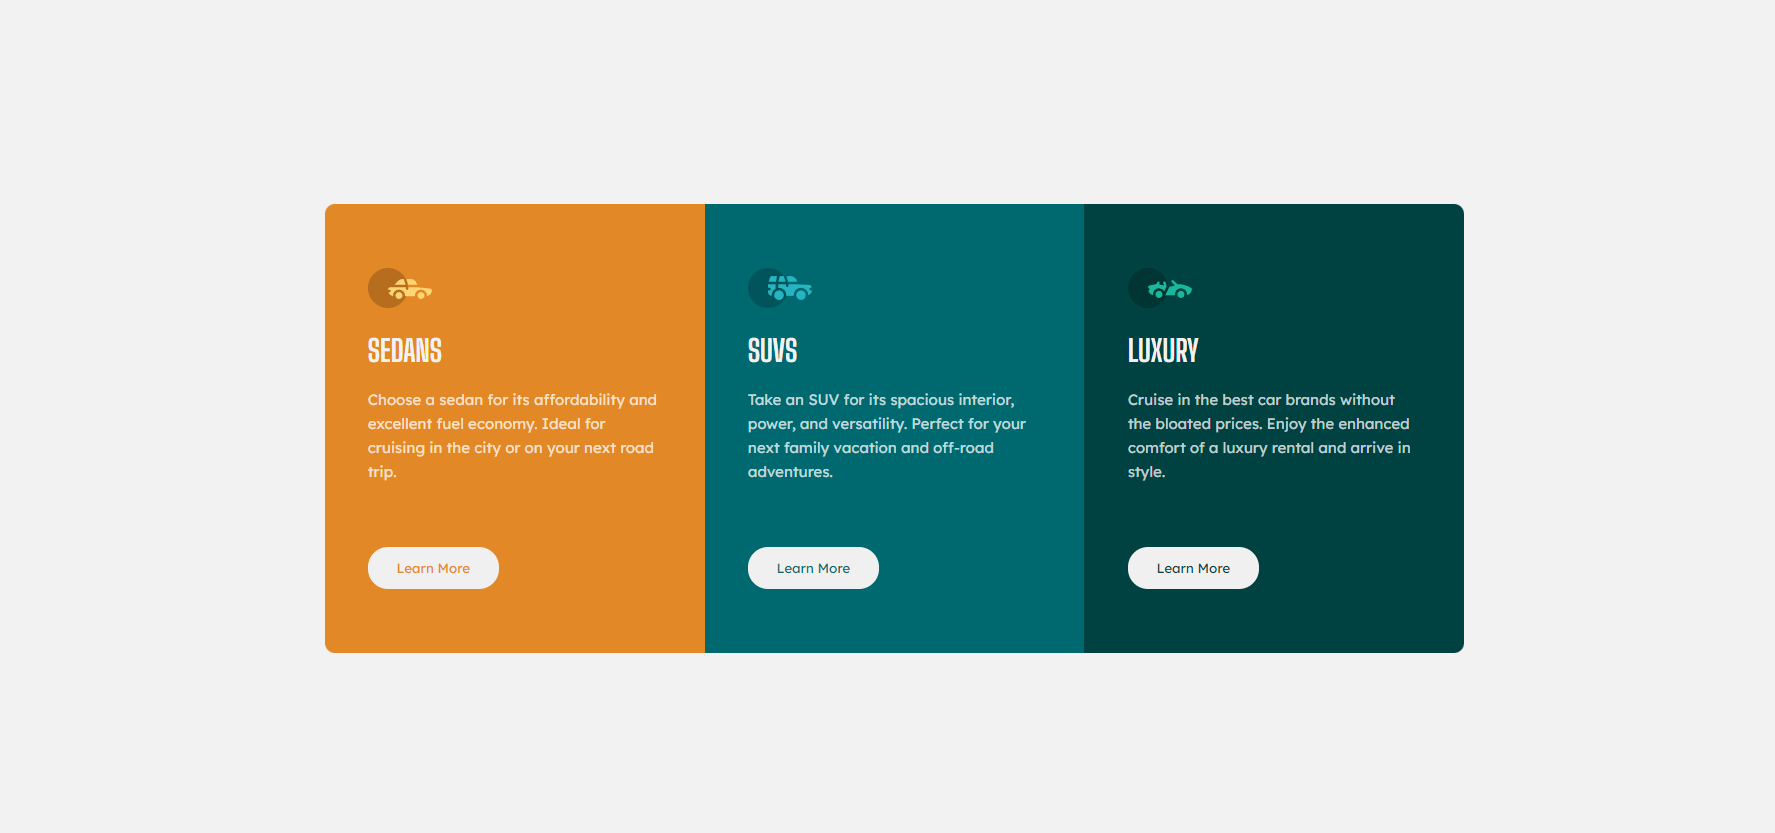 SEDANS
Choose a sedan for its affordability and
excellent fuel economy. Ideal for
cruising in the city or on your next road
trip.
Learn More
SUVS
Take an SUV for its spacious interior,
power, and versatility. Perfect for your
next family vacation and off-road
adventures.
Learn More
LUXURY
Cruise in the best car brands without
the bloated prices. Enjoy the enhanced
comfort of a luxury rental and arrive in
style.
Learn More